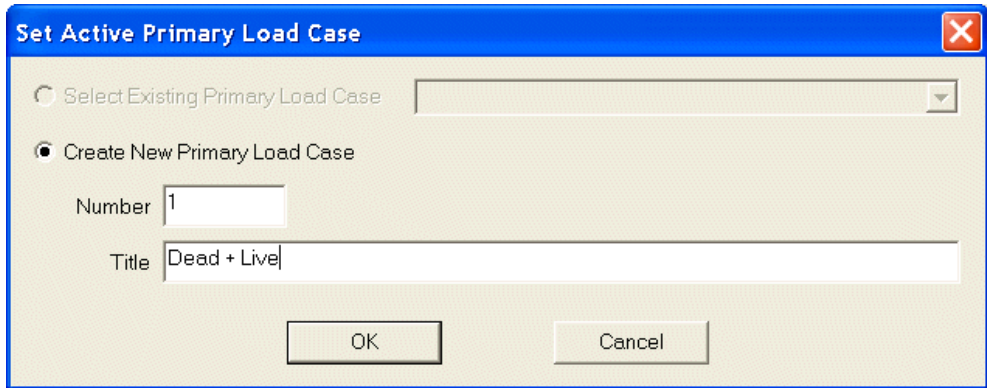 Set Active Primary Load Case
Select Existing Primary Load Case
Create New Primary Load Case
Number 1
Title Dead + Live
OK Cancel